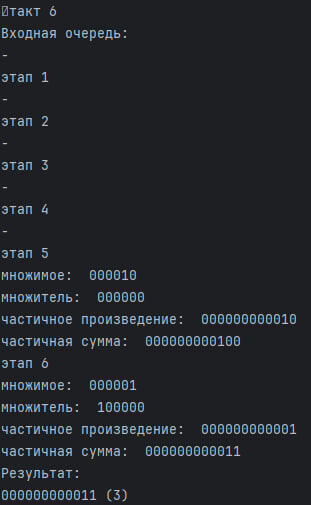 такт 6
Входная очередь:
-
этап 1
-
этап 2
-
этап 3
-
этап 4
-
этап 5
множимое:  000010
множитель:  000000
частичное произведение:  000000000010
частичная сумма:  000000000100
этап 6
множимое:  000001
множитель:  100000
частичное произведение:  000000000001
частичная сумма:  000000000011
Результат:
000000000011 (3)